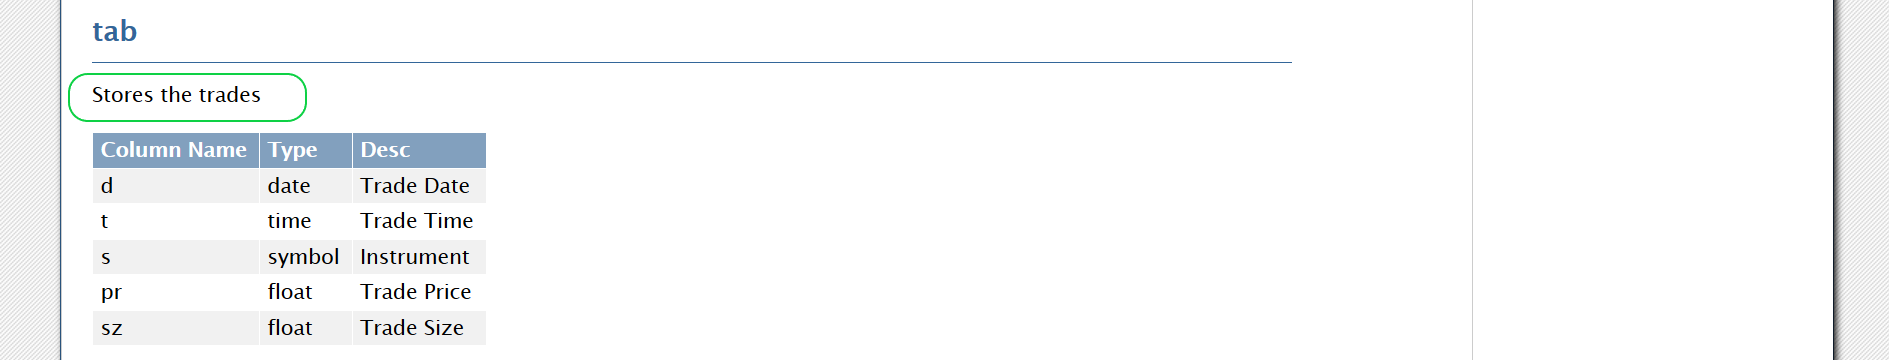 tab
Stores the trades
Column Name Type Desc
d date Trade Date
t time Trade Time
s symbol Instrument
pr float Trade Price
sz float Trade Size